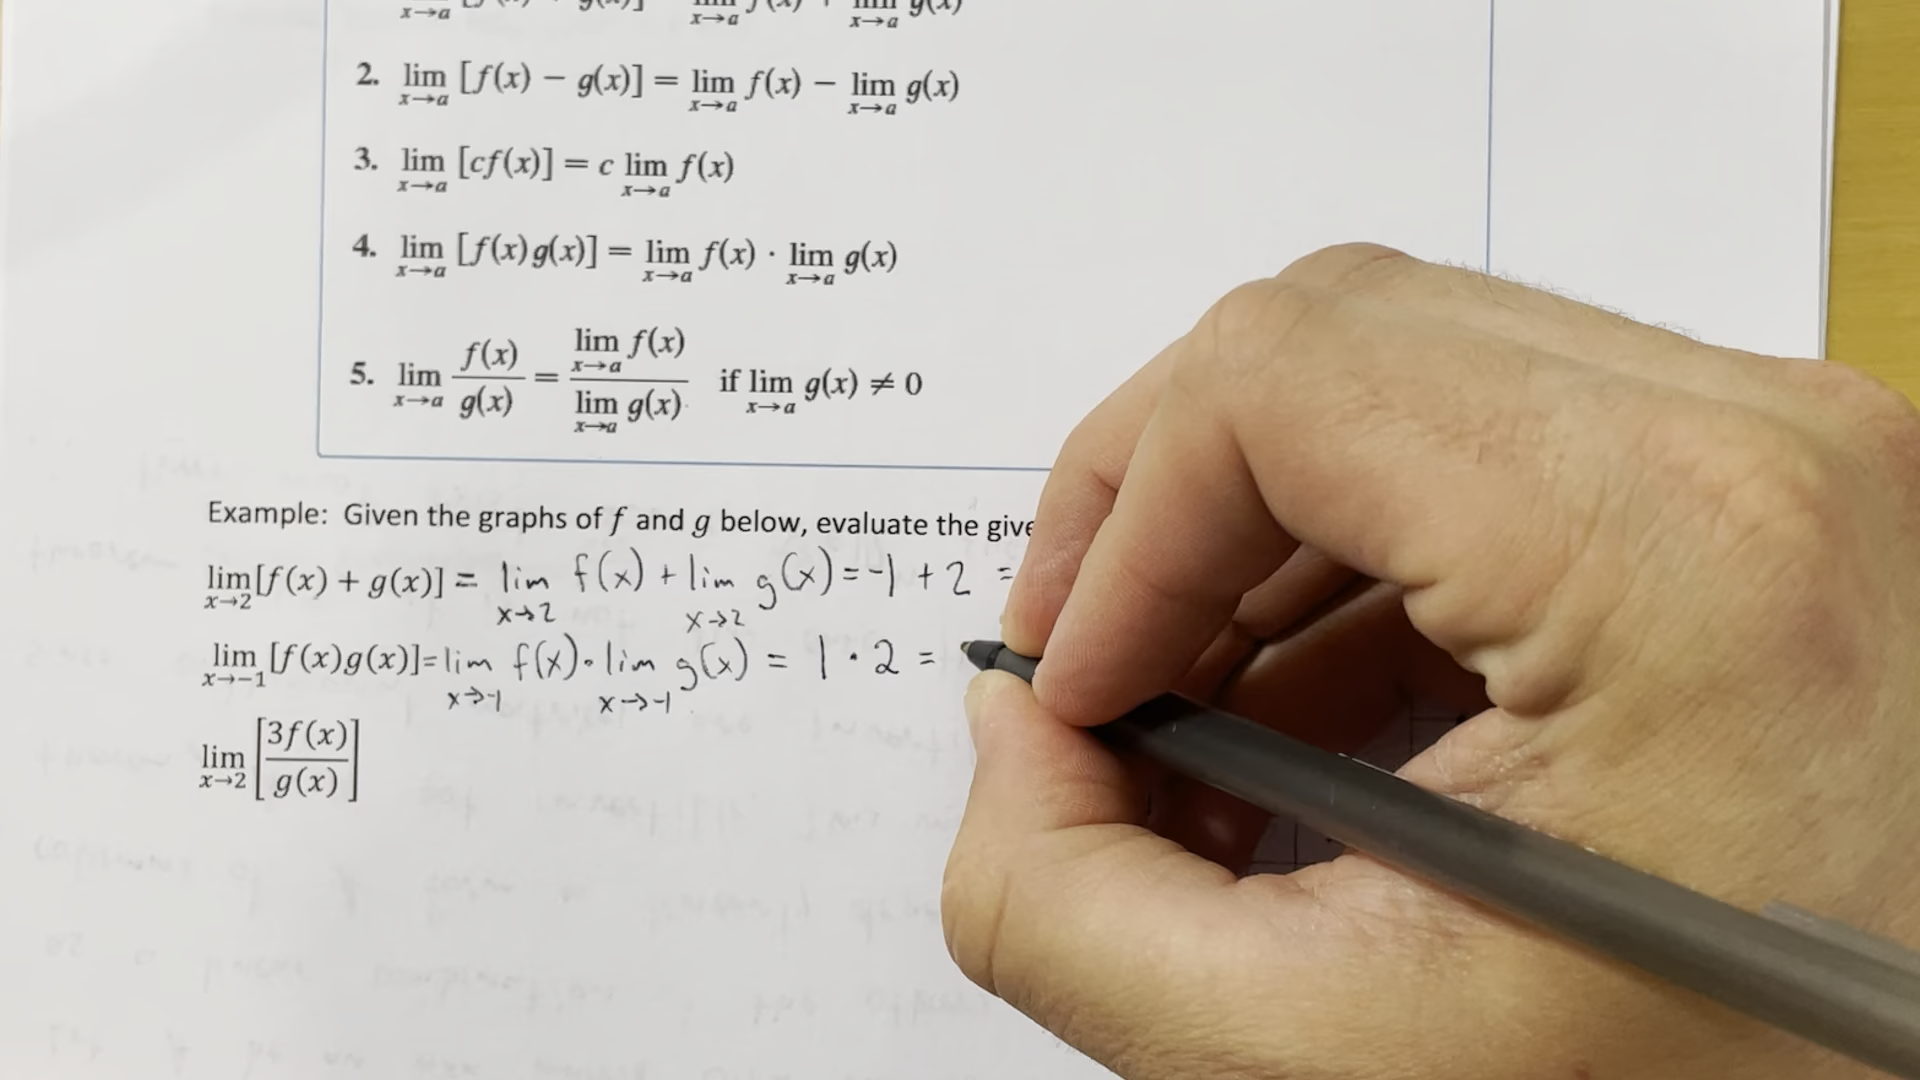 x→a x→a f(x) + x→a g(x)
2. lim x→a [f(x) − g(x)] = lim x→a f(x) − lim x→a g(x)
3. lim x→a [cf(x)] = c lim x→a f(x)
4. lim x→a [f(x)g(x)] = lim x→a f(x) · lim x→a g(x)
5. lim x→a f(x)/g(x) = lim x→a f(x) / lim x→a g(x) if lim x→a g(x) ≠ 0
Example: Given the graphs of f and g below, evaluate the give
lim x→2 [f(x) + g(x)] = lim x→2 f(x) + lim x→2 g(x) = -1 + 2 =
lim x→−1 [f(x)g(x)] = lim x→-1 f(x) · lim x→-1 g(x) = 1 · 2 =
lim x→2 [3f(x)/g(x)]